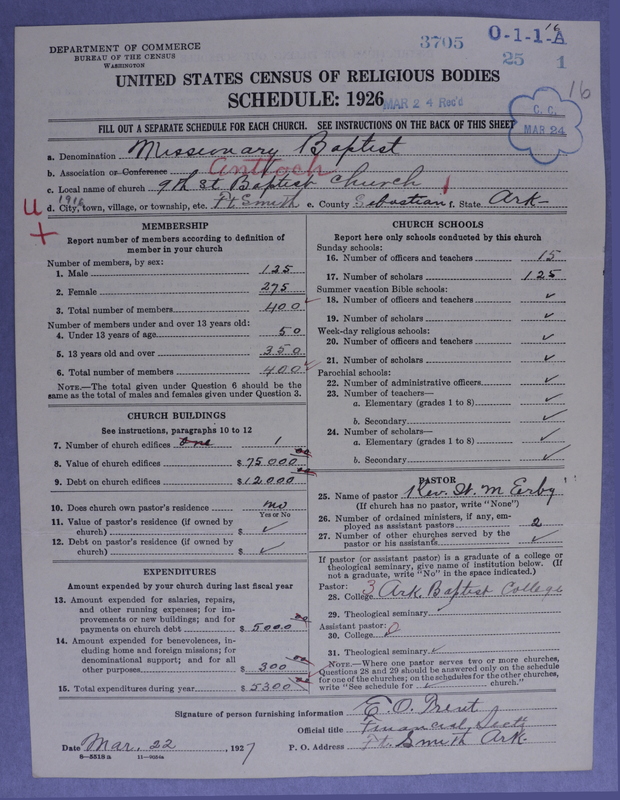 DEPARTMENT OF COMMERCE
BUREAU OF THE CENSUS
WASHINGTON
3705
0-1-1-A
16
25 1
UNITED STATES CENSUS OF RELIGIOUS BODIES
SCHEDULE: 1926
MAR 24 Rec'd
C. C.
MAR 24
16
FILL OUT A SEPARATE SCHEDULE FOR EACH CHURCH. SEE INSTRUCTIONS ON THE BACK OF THIS SHEET
a. Denomination Missionary Baptist
b. Association or Conference Antioch
c. Local name of church 9th St. Baptist Church
1916
d. City, town, village, or township, etc. Ft Smith e. County Sebastian f. State Ark-
MEMBERSHIP
Report number of members according to definition of member in your church
Number of members, by sex:
1. Male 125
2. Female 275
3. Total number of members 400
Number of members under and over 13 years old:
4. Under 13 years of age 50
5. 13 years old and over 350
6. Total number of members 400
NOTE.—The total given under Question 6 should be the same as the total of males and females given under Question 3.
CHURCH BUILDINGS
See instructions, paragraphs 10 to 12
7. Number of church edifices One 1
8. Value of church edifices $75000 00
9. Debt on church edifices $12000 00
10. Does church own pastor's residence? no
Yes or No
11. Value of pastor's residence (if owned by church) $ ✓
12. Debt on pastor's residence (if owned by church) $ ✓
EXPENDITURES
Amount expended by your church during last fiscal year
13. Amount expended for salaries, repairs, and other running expenses; for improvements or new buildings; and for payments on church debt $5000 00
14. Amount expended for benevolences, including home and foreign missions; for denominational support; and for all other purposes $300 00
15. Total expenditures during year $5300 00
CHURCH SCHOOLS
Report here only schools conducted by this church
Sunday schools:
16. Number of officers and teachers 15
17. Number of scholars 125
Summer vacation Bible schools:
18. Number of officers and teachers ✓
19. Number of scholars ✓
Week-day religious schools:
20. Number of officers and teachers ✓
21. Number of scholars ✓
Parochial schools:
22. Number of administrative officers ✓
23. Number of teachers—
a. Elementary (grades 1 to 8) ✓
b. Secondary ✓
24. Number of scholars—
a. Elementary (grades 1 to 8) ✓
b. Secondary ✓
PASTOR
25. Name of pastor Rev. W. M Erby
(If church has no pastor, write "None")
26. Number of ordained ministers, if any, employed as assistant pastors 2
27. Number of other churches served by the pastor or his assistants ✓
If pastor (or assistant pastor) is a graduate of a college or theological seminary, give name of institution below. (If not a graduate, write "No" in the space indicated.)
Pastor:
28. College 3 Ark Baptist College
29. Theological seminary
Assistant pastor:
30. College 0
31. Theological seminary ✓
NOTE.—Where one pastor serves two or more churches, Questions 28 and 29 should be answered only on the schedule for one of the churches; on the schedules for the other churches, write "See schedule for ✓ church."
Signature of person furnishing information E. O. Trent
Official title Financial Secty
Date Mar. 22, 1927 P. O. Address Ft. Smith Ark-
8—5518 a 11—9024a